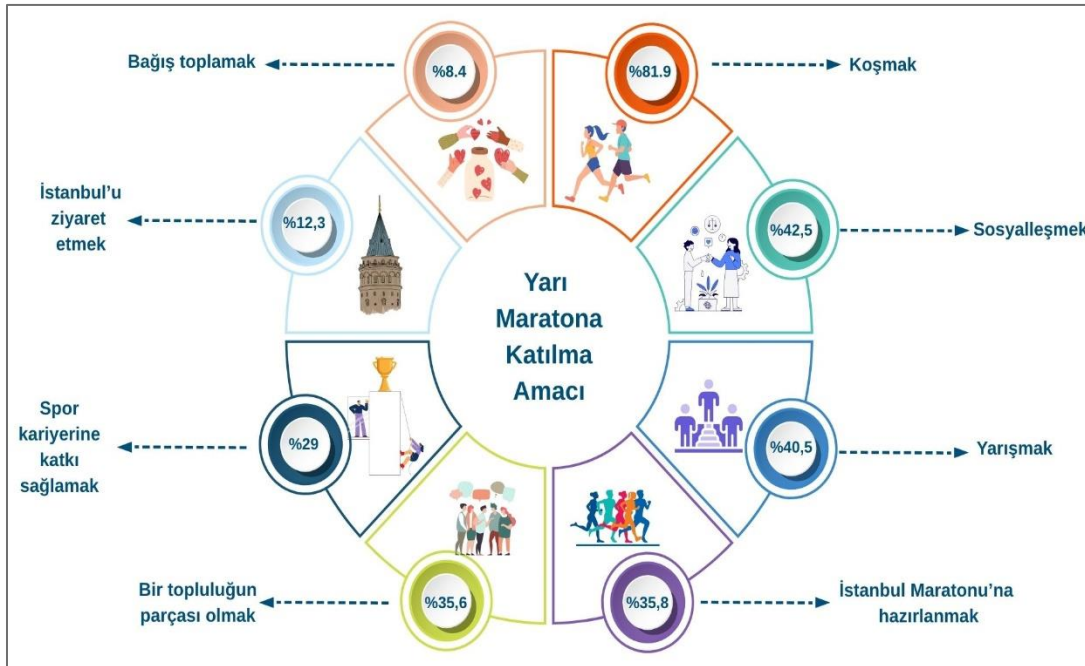 Yarı
Maratona
Katılma
Amacı
%81.9
Koşmak
%42,5
Sosyalleşmek
%40,5
Yarışmak
%35,8
İstanbul Maratonu’na
hazırlanmak
%35,6
Bir topluluğun
parçası olmak
%29
Spor
kariyerine
katkı
sağlamak
%12,3
İstanbul’u
ziyaret
etmek
%8.4
Bağış toplamak